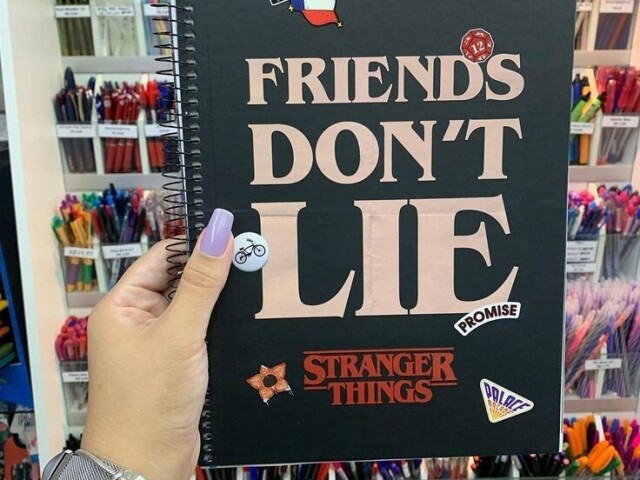 12
FRIENDS
DON'T
LIE
PROMISE
STRANGER
THINGS
PALACE